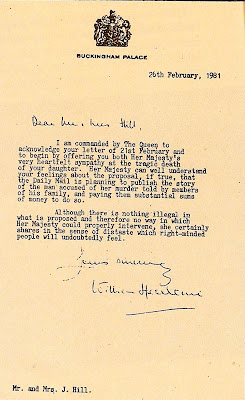 BUCKINGHAM PALACE
26th February, 1981
Dear Mr & Mrs Hill,
I am commanded by The Queen to
acknowledge your letter of 21st February and
to begin by offering you both Her Majesty's
very heartfelt sympathy at the tragic death
of your daughter. Her Majesty can well understand
your feelings about the proposal, if true, that
the Daily Mail is planning to publish the story
of the man accused of her murder told by members
of his family, and paying them substantial sums
of money to do so.
Although there is nothing illegal in
what is proposed and therefore no way in which
Her Majesty could properly intervene, she certainly
shares in the sense of distaste which right-minded
people will undoubtedly feel.
Yours sincerely
William Heseltine
Mr. and Mrs. J. Hill.